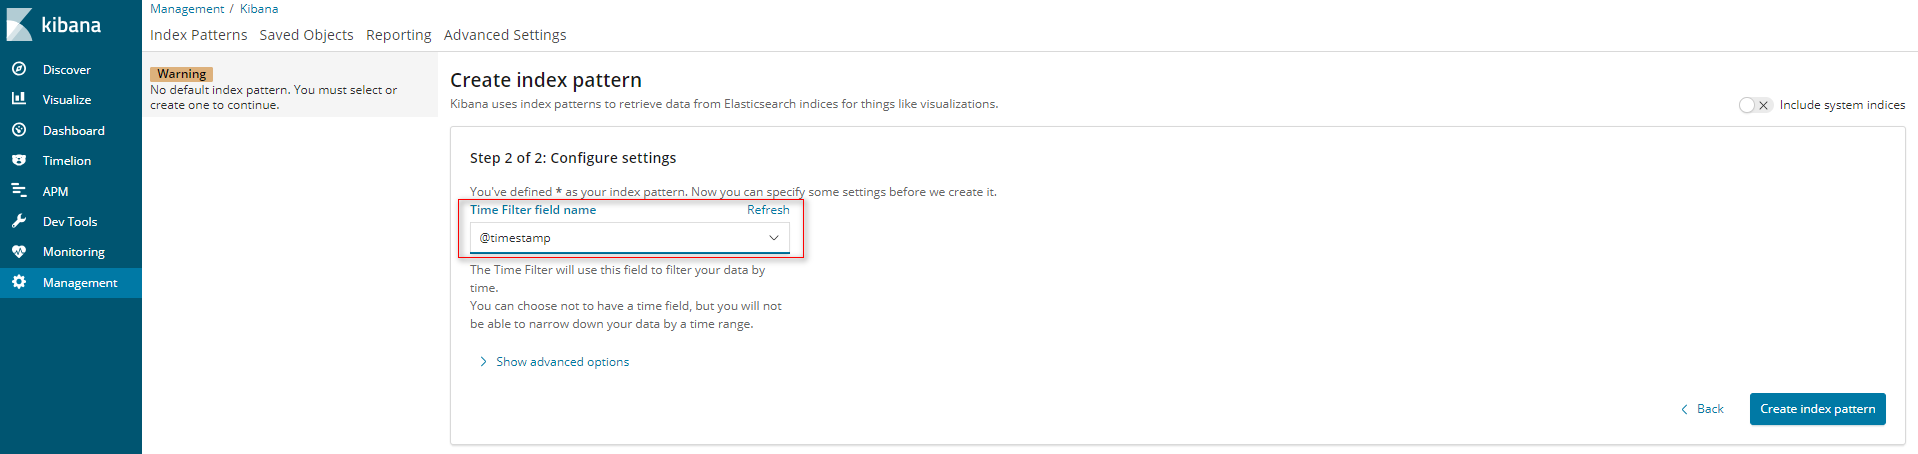 kibana
Discover
Visualize
Dashboard
Timelion
APM
Dev Tools
Monitoring
Management
Management / Kibana
Index Patterns Saved Objects Reporting Advanced Settings
Warning
No default index pattern. You must select or
create one to continue.
Create index pattern
Kibana uses index patterns to retrieve data from Elasticsearch indices for things like visualizations.
Include system indices
Step 2 of 2: Configure settings
You've defined * as your index pattern. Now you can specify some settings before we create it.
Time Filter field name Refresh
@timestamp
The Time Filter will use this field to filter your data by
time.
You can choose not to have a time field, but you will not
be able to narrow down your data by a time range.
Show advanced options
Back Create index pattern